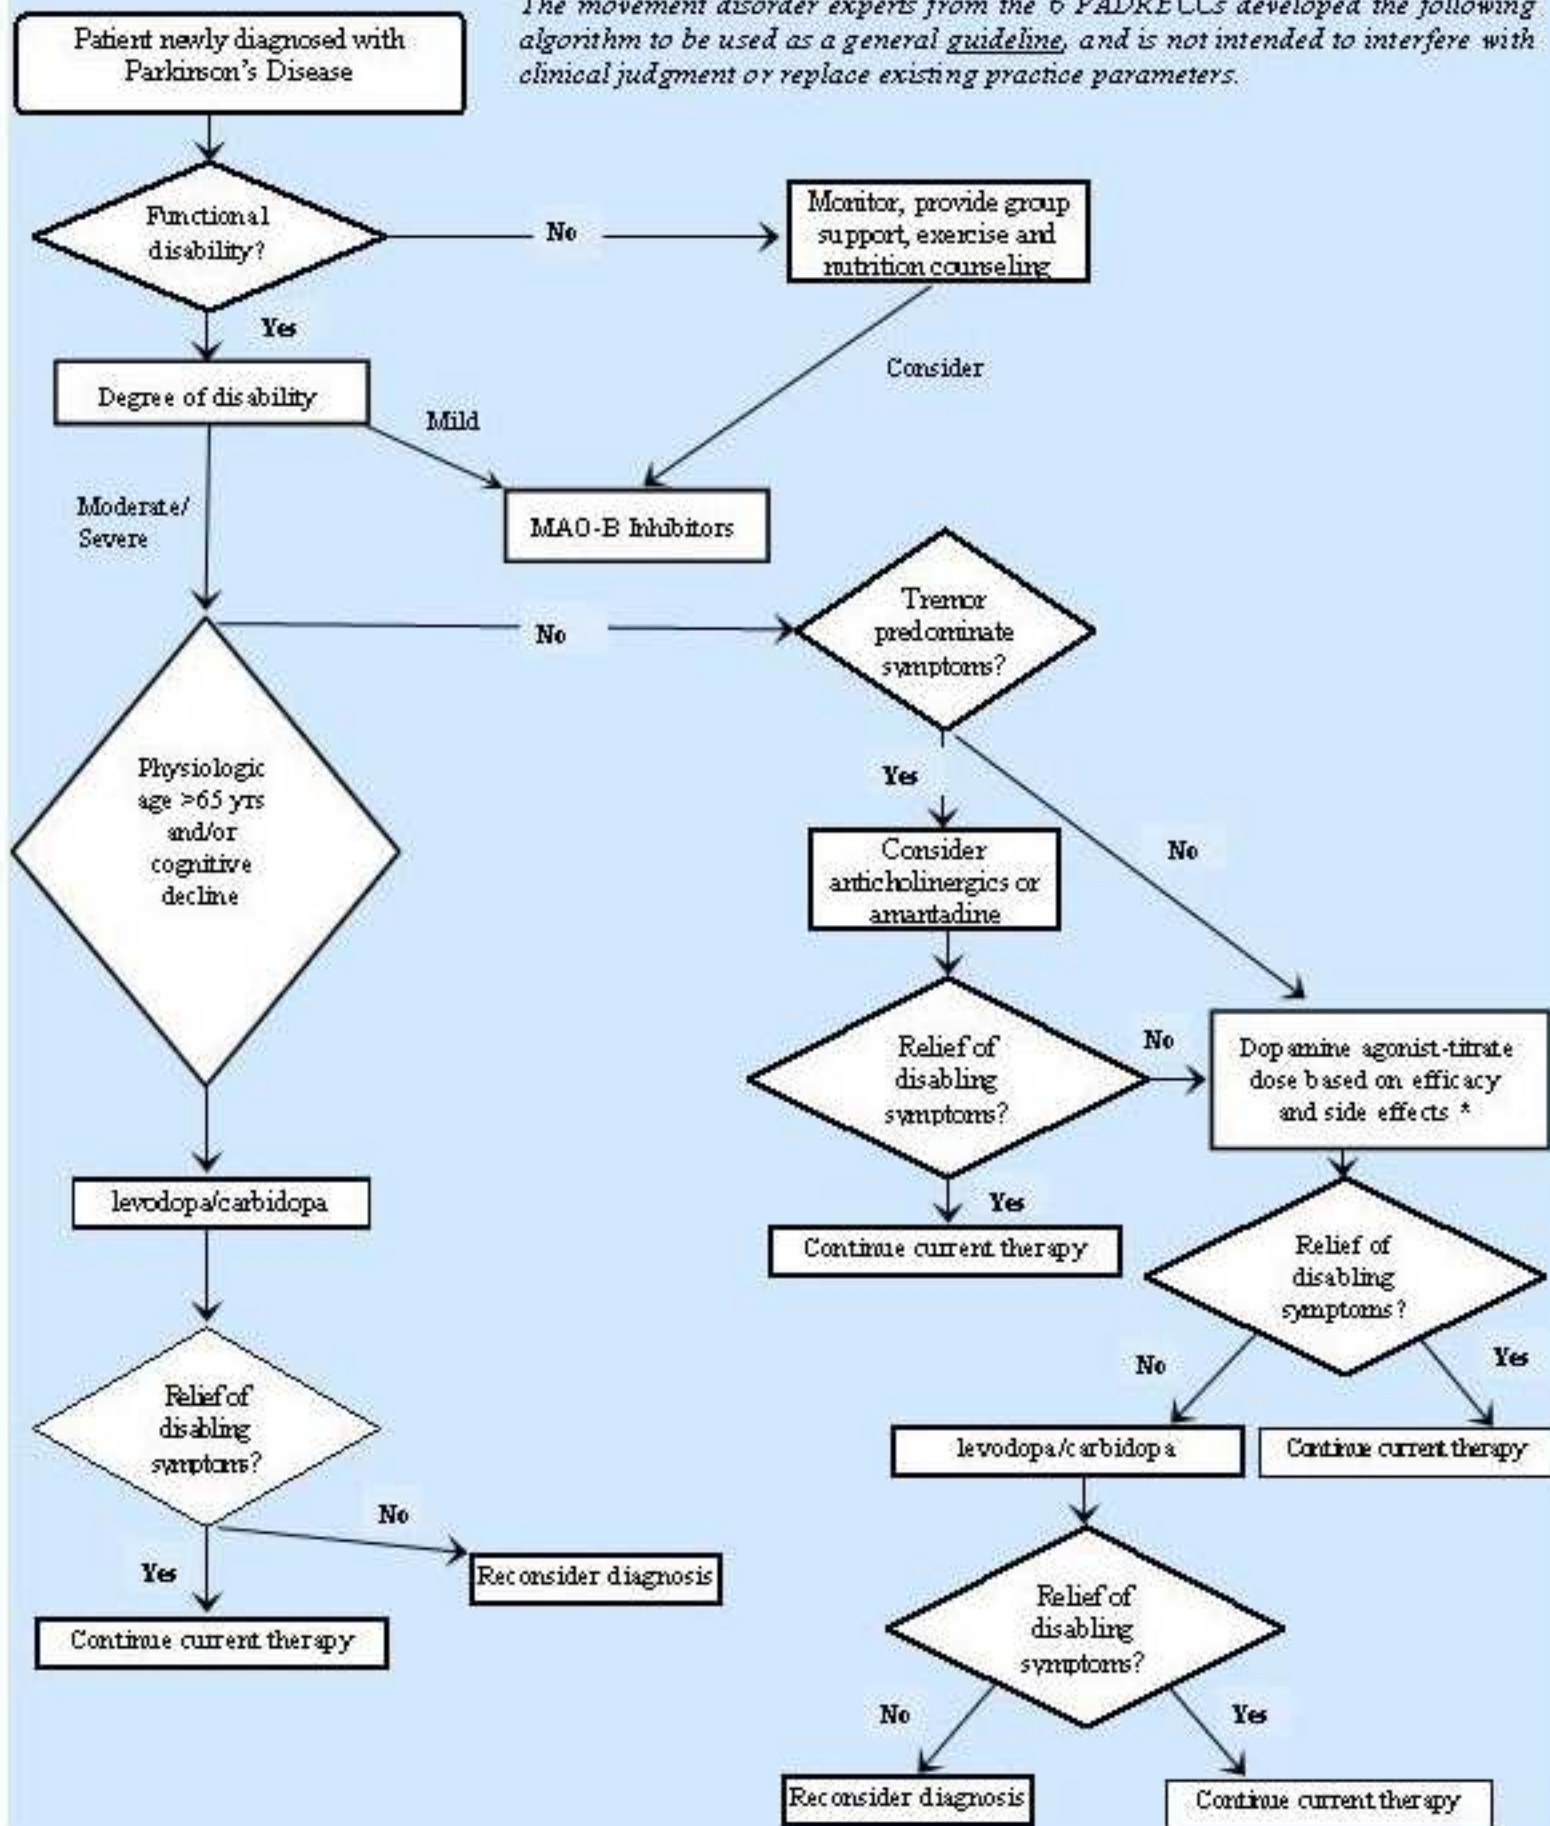 The movement disorder experts from the 6 PADRECCs developed the following
algorithm to be used as a general guideline, and is not intended to interfere with
clinical judgment or replace existing practice parameters.
Patient newly diagnosed with
Parkinson's Disease
Functional
disability?
No
Monitor, provide group
support, exercise and
nutrition counseling
Yes
Consider
Degree of disability
Mild
Moderate/
Severe
MAO-B Inhibitors
No
Tremor
predominate
symptoms?
Physiologic
age >65 yrs
and/or
cognitive
decline
Yes
No
Consider
anticholinergics or
amantadine
Relief of
disabling
symptoms?
No
Dopamine agonist-titrate
dose based on efficacy
and side effects *
Yes
Continue current therapy
levodopa/carbidopa
Relief of
disabling
symptoms?
No
Yes
levodopa/carbidopa
Continue current therapy
Relief of
disabling
symptoms?
No
Yes
Reconsider diagnosis
Continue current therapy
Relief of
disabling
symptoms?
No
Yes
Reconsider diagnosis
Continue current therapy